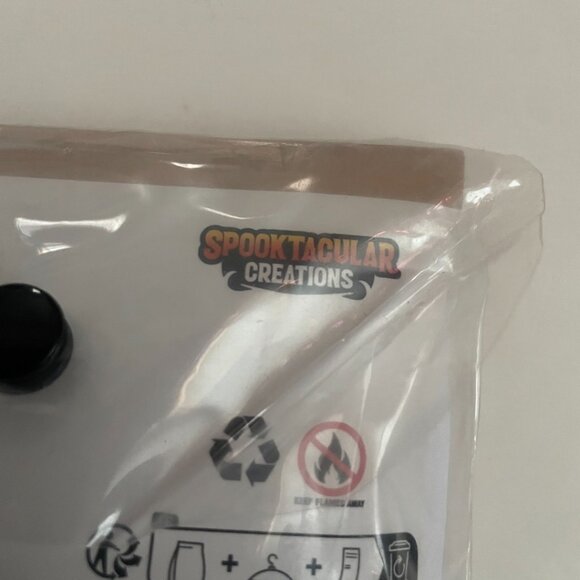 SPOOKTACULAR
CREATIONS
KEEP FLAMES AWAY
+ +